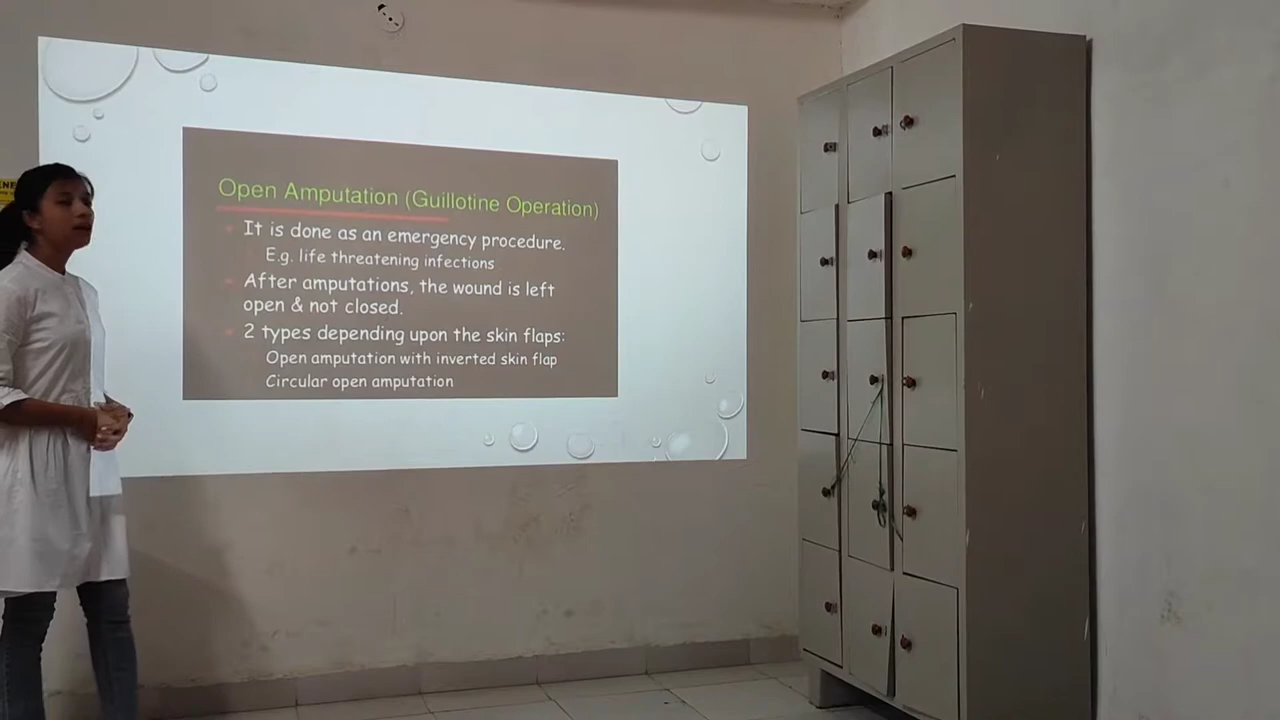 Open Amputation (Guillotine Operation)
It is done as an emergency procedure.
E.g. life threatening infections
After amputations, the wound is left
open & not closed.
2 types depending upon the skin flaps:
Open amputation with inverted skin flap
Circular open amputation